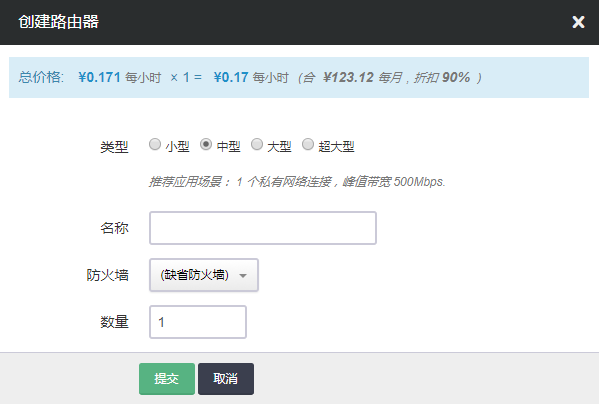 创建路由器
总价格: ¥0.171 每小时 × 1 = ¥0.17 每小时 (合 ¥123.12 每月，折扣 90% )
类型 小型 中型 大型 超大型
推荐应用场景： 1 个私有网络连接，峰值带宽 500Mbps.
名称
防火墙 (缺省防火墙)
数量 1
提交 取消